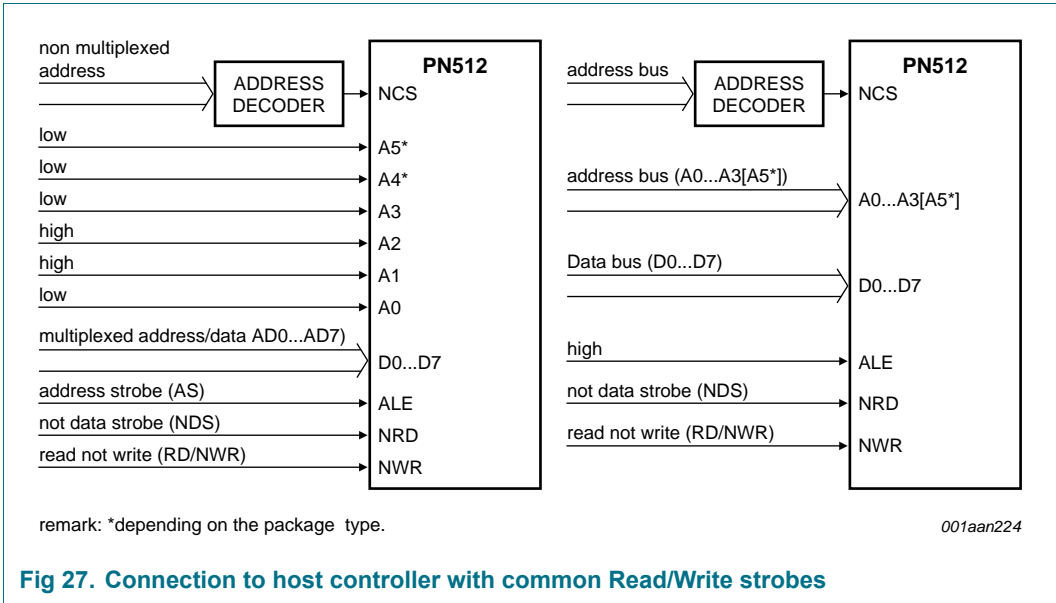 non multiplexed
address
ADDRESS
DECODER
PN512
NCS
low
A5*
low
A4*
low
A3
high
A2
high
A1
low
A0
multiplexed address/data AD0...AD7)
D0...D7
address strobe (AS)
ALE
not data strobe (NDS)
NRD
read not write (RD/NWR)
NWR
address bus
ADDRESS
DECODER
PN512
NCS
address bus (A0...A3[A5*])
A0...A3[A5*]
Data bus (D0...D7)
D0...D7
high
ALE
not data strobe (NDS)
NRD
read not write (RD/NWR)
NWR
remark: *depending on the package type.
001aan224
Fig 27. Connection to host controller with common Read/Write strobes